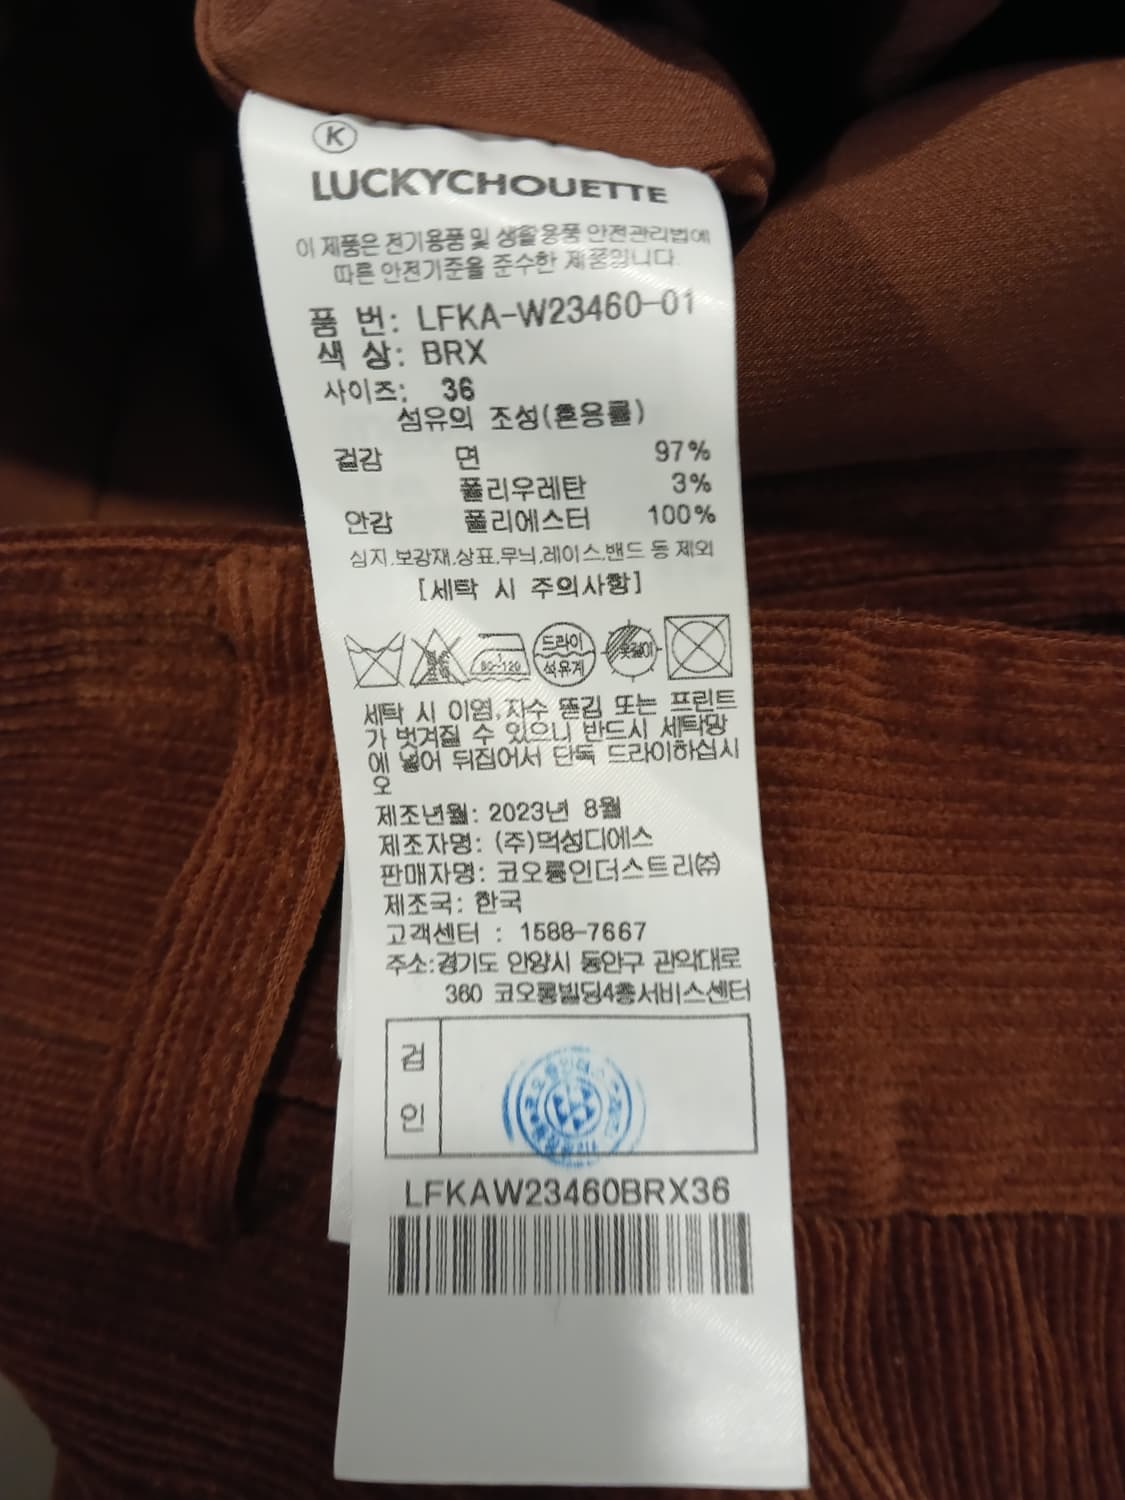 K
LUCKYCHOUETTE
이 제품은 전기용품 및 생활용품 안전관리법에
따른 안전기준을 준수한 제품입니다.
품 번: LFKA-W23460-01
색 상: BRX
사이즈: 36
섬유의 조성(혼용률)
겉감 면 97%
폴리우레탄 3%
안감 폴리에스터 100%
심지,보강재,상표,무늬,레이스,밴드 등 제외
[세탁 시 주의사항]
80~120
드라이
석유계
옷걸이
세탁 시 이염,자수 뜯김 또는 프린트
가 벗겨질 수 있으니 반드시 세탁망
에 넣어 뒤집어서 단독 드라이하십시
오
제조년월: 2023년 8월
제조자명: (주)덕성디에스
판매자명: 코오롱인더스트리㈜
제조국: 한국
고객센터 : 1588-7667
주소:경기도 안양시 동안구 관악대로
360 코오롱빌딩4층서비스센터
검
인
LFKAW23460BRX36